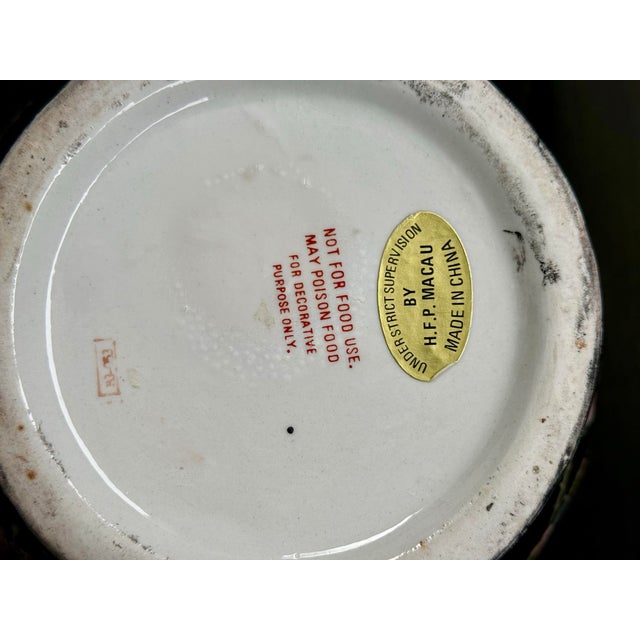 NOT FOR FOOD USE.
MAY POISON FOOD
FOR DECORATIVE
PURPOSE ONLY.
UNDER STRICT SUPERVISION
BY
H.F.P. MACAU
MADE IN CHINA